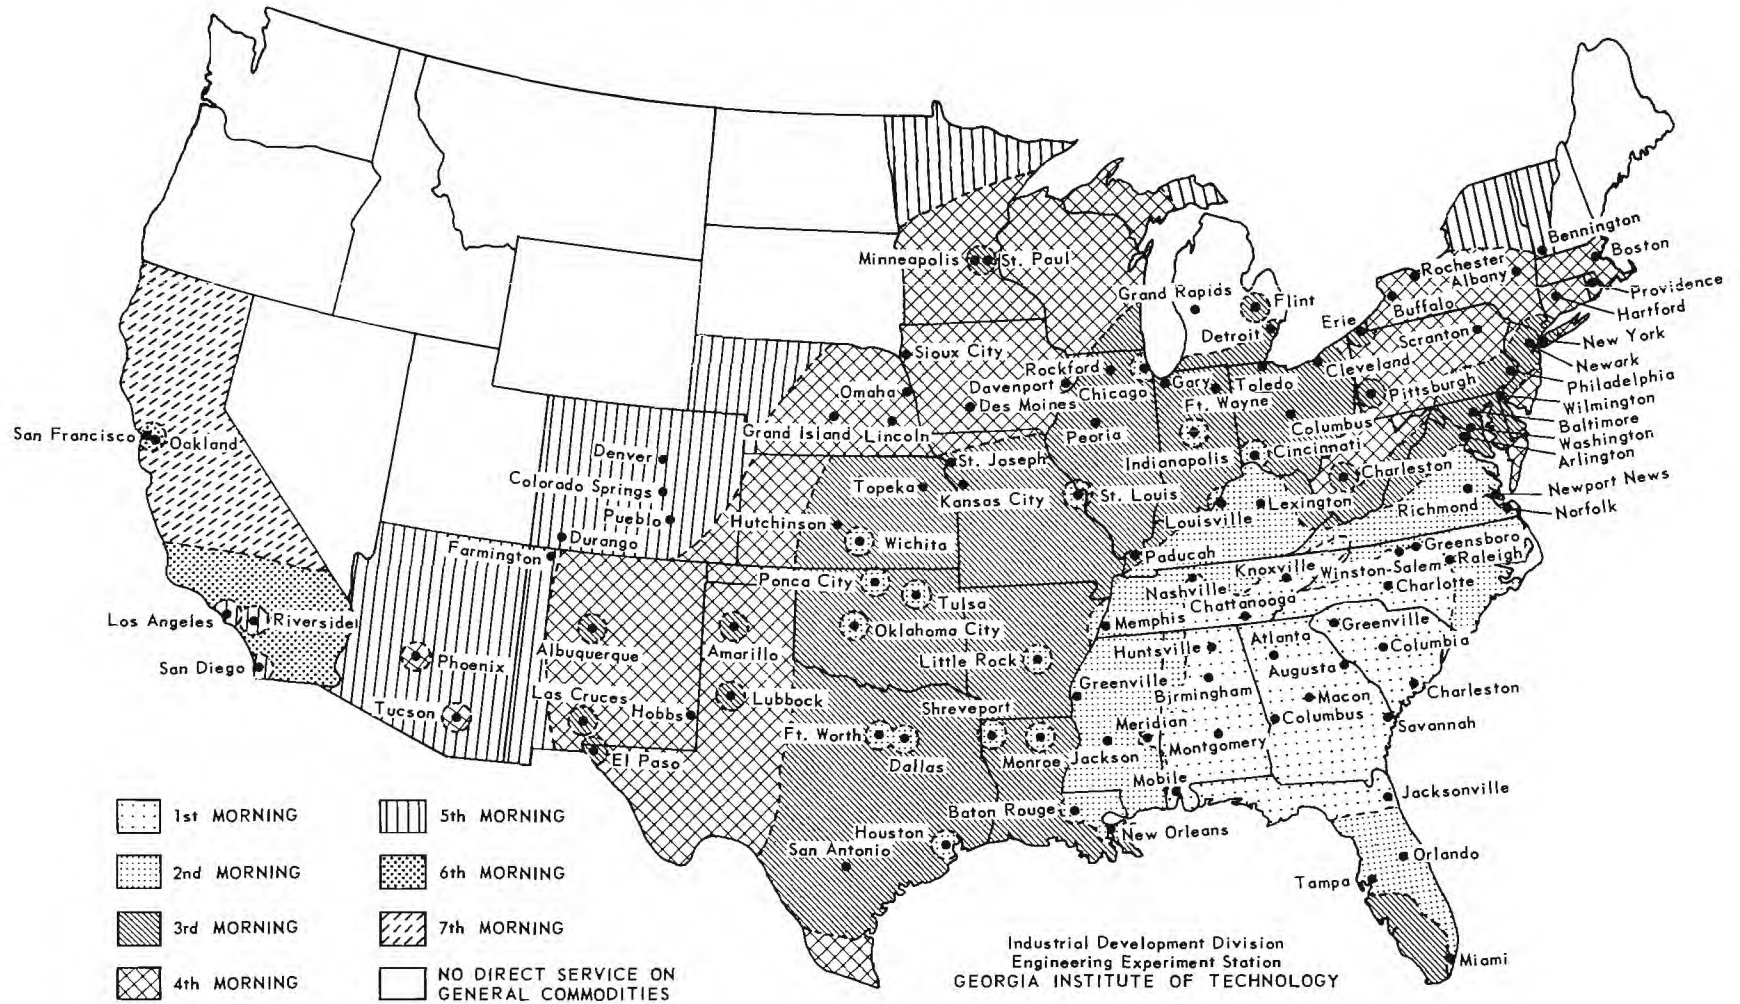 Bennington
Boston
Rochester
Albany
Minneapolis
St. Paul
Providence
Grand Rapids
Flint
Buffalo
Hartford
Erie
Detroit
Scranton
New York
Sioux City
Cleveland
Newark
Rockford
Davenport
Chicago
Gary
Toledo
Pittsburgh
Philadelphia
Omaha
Des Moines
Ft. Wayne
Wilmington
Columbus
Baltimore
San Francisco
Oakland
Grand Island
Lincoln
Peoria
Washington
Denver
St. Joseph
Indianapolis
Cincinnati
Arlington
Charleston
Colorado Springs
Topeka
Kansas City
St. Louis
Newport News
Pueblo
Hutchinson
Louisville
Lexington
Richmond
Norfolk
Durango
Wichita
Farmington
Paducah
Greensboro
Raleigh
Ponca City
Knoxville
Winston-Salem
Nashville
Charlotte
Tulsa
Chattanooga
Los Angeles
Riverside
Memphis
Greenville
Oklahoma City
Atlanta
Columbia
Albuquerque
Amarillo
Huntsville
San Diego
Phoenix
Little Rock
Augusta
Greenville
Birmingham
Charleston
Las Cruces
Lubbock
Macon
Tucson
Hobbs
Shreveport
Columbus
Savannah
Meridian
Ft. Worth
Montgomery
El Paso
Dallas
Monroe
Jackson
Mobile
Jacksonville
Baton Rouge
Houston
New Orleans
San Antonio
Orlando
Tampa
Miami
1st MORNING
2nd MORNING
3rd MORNING
4th MORNING
5th MORNING
6th MORNING
7th MORNING
NO DIRECT SERVICE ON
GENERAL COMMODITIES
Industrial Development Division
Engineering Experiment Station
GEORGIA INSTITUTE OF TECHNOLOGY